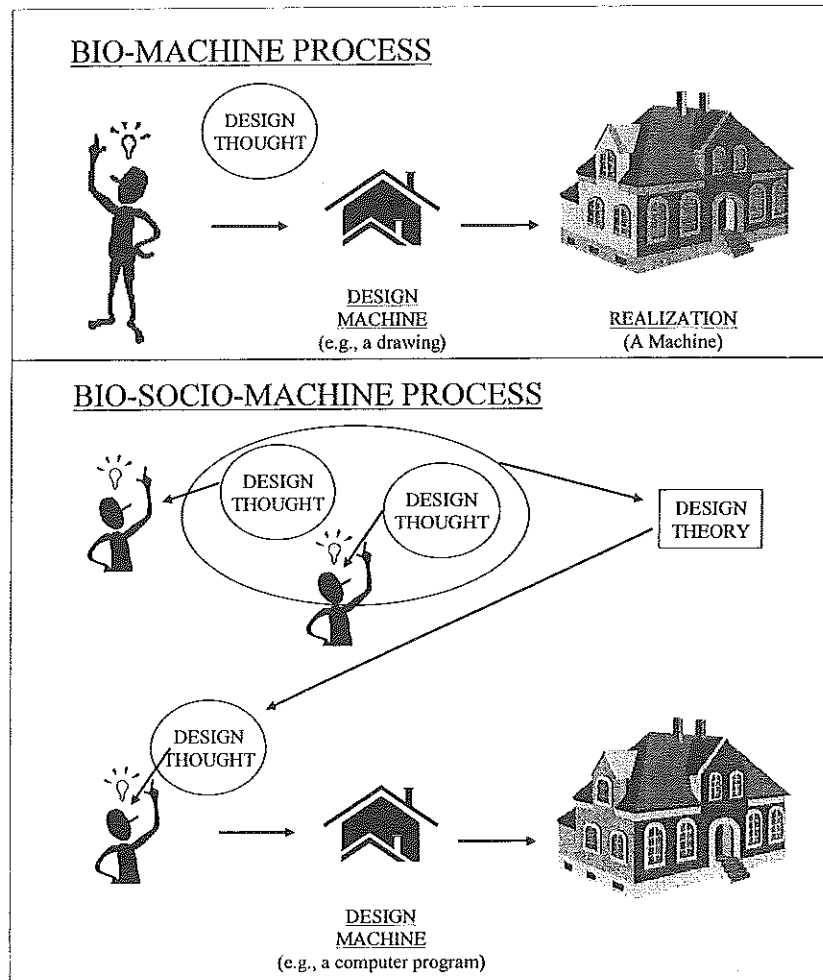 BIO-MACHINE PROCESS
DESIGN
THOUGHT
DESIGN
MACHINE
(e.g., a drawing)
REALIZATION
(A Machine)
BIO-SOCIO-MACHINE PROCESS
DESIGN
THOUGHT
DESIGN
THOUGHT
DESIGN
THEORY
DESIGN
THOUGHT
DESIGN
MACHINE
(e.g., a computer program)